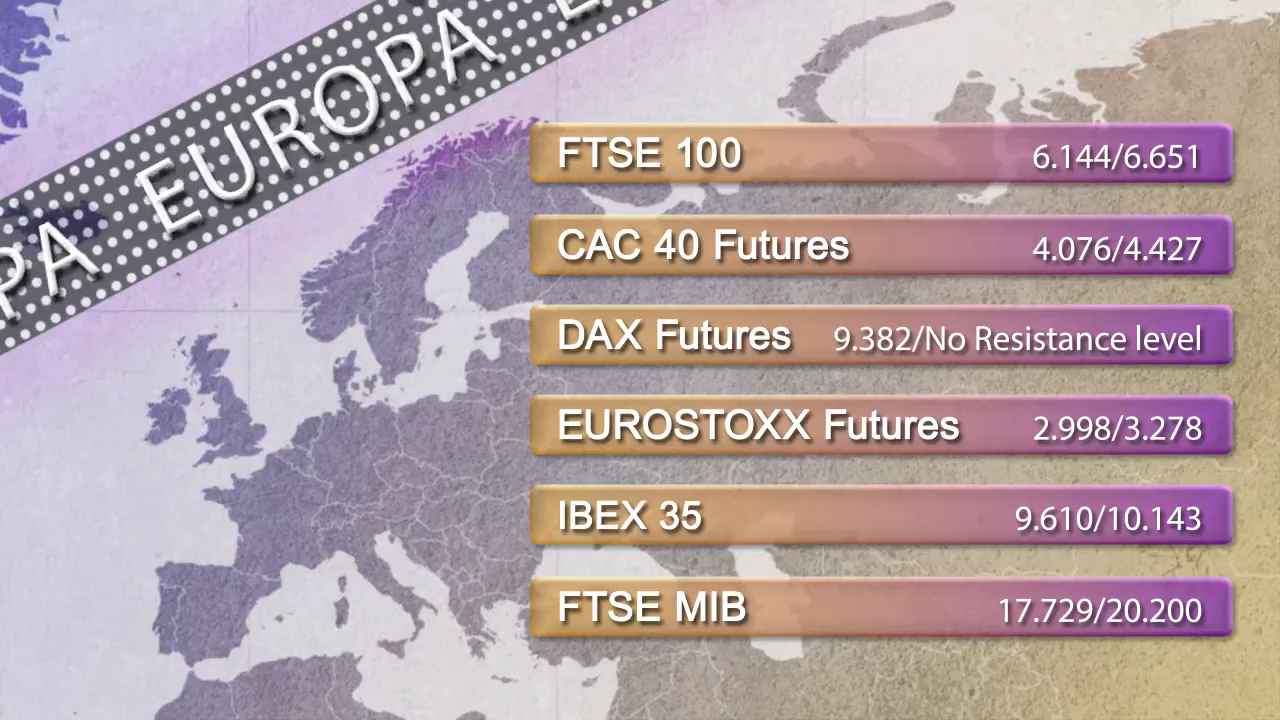 PA EUROPA E
FTSE 100 6.144/6.651
CAC 40 Futures 4.076/4.427
DAX Futures 9.382/No Resistance level
EUROSTOXX Futures 2.998/3.278
IBEX 35 9.610/10.143
FTSE MIB 17.729/20.200